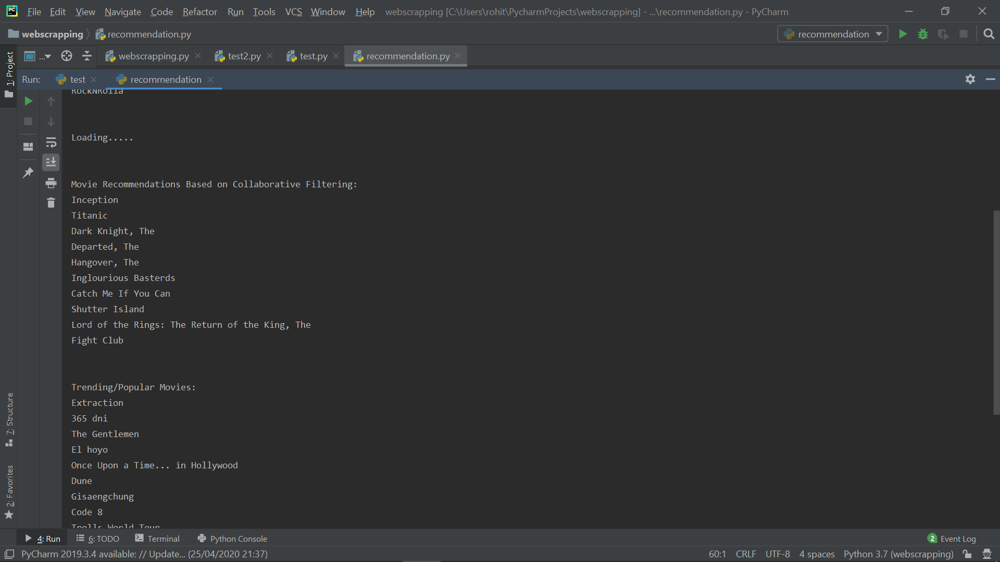 PC File Edit View Navigate Code Refactor Run Tools VCS Window Help webscrapping [C:\Users\rohit\PycharmProjects\webscrapping] - ...\recommendation.py - PyCharm
webscrapping recommendation.py recommendation
... webscrapping.py test2.py test.py recommendation.py
1: Project
Run: test recommendation
RockNRolla
Loading.....
Movie Recommendations Based on Collaborative Filtering:
Inception
Titanic
Dark Knight, The
Departed, The
Hangover, The
Inglourious Basterds
Catch Me If You Can
Shutter Island
Lord of the Rings: The Return of the King, The
Fight Club
Trending/Popular Movies:
Extraction
365 dni
The Gentlemen
El hoyo
Once Upon a Time... in Hollywood
Dune
Gisaengchung
Code 8
Trolls World Tour
7: Structure
2: Favorites
4: Run 6: TODO Terminal Python Console 2 Event Log
PyCharm 2019.3.4 available: // Update... (25/04/2020 21:37) 60:1 CRLF UTF-8 4 spaces Python 3.7 (webscrapping)